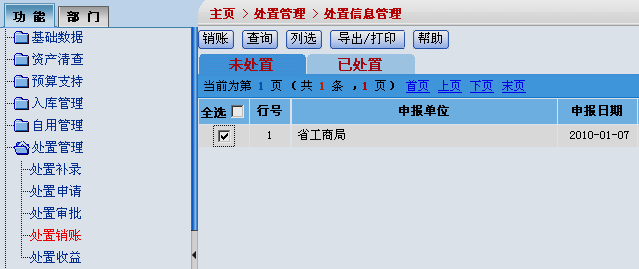 功 能 部 门
基础数据
资产清查
预算支持
入库管理
自用管理
处置管理
处置补录
处置申请
处置审批
处置销账
处置收益
主页 > 处置管理 > 处置信息管理
销账 查询 列选 导出/打印 帮助
未处置 已处置
当前为第 1 页 ( 共 1 条 , 1 页 ) 首页 上页 下页 末页
全选 行号 申报单位 申报日期
1 省工商局 2010-01-07